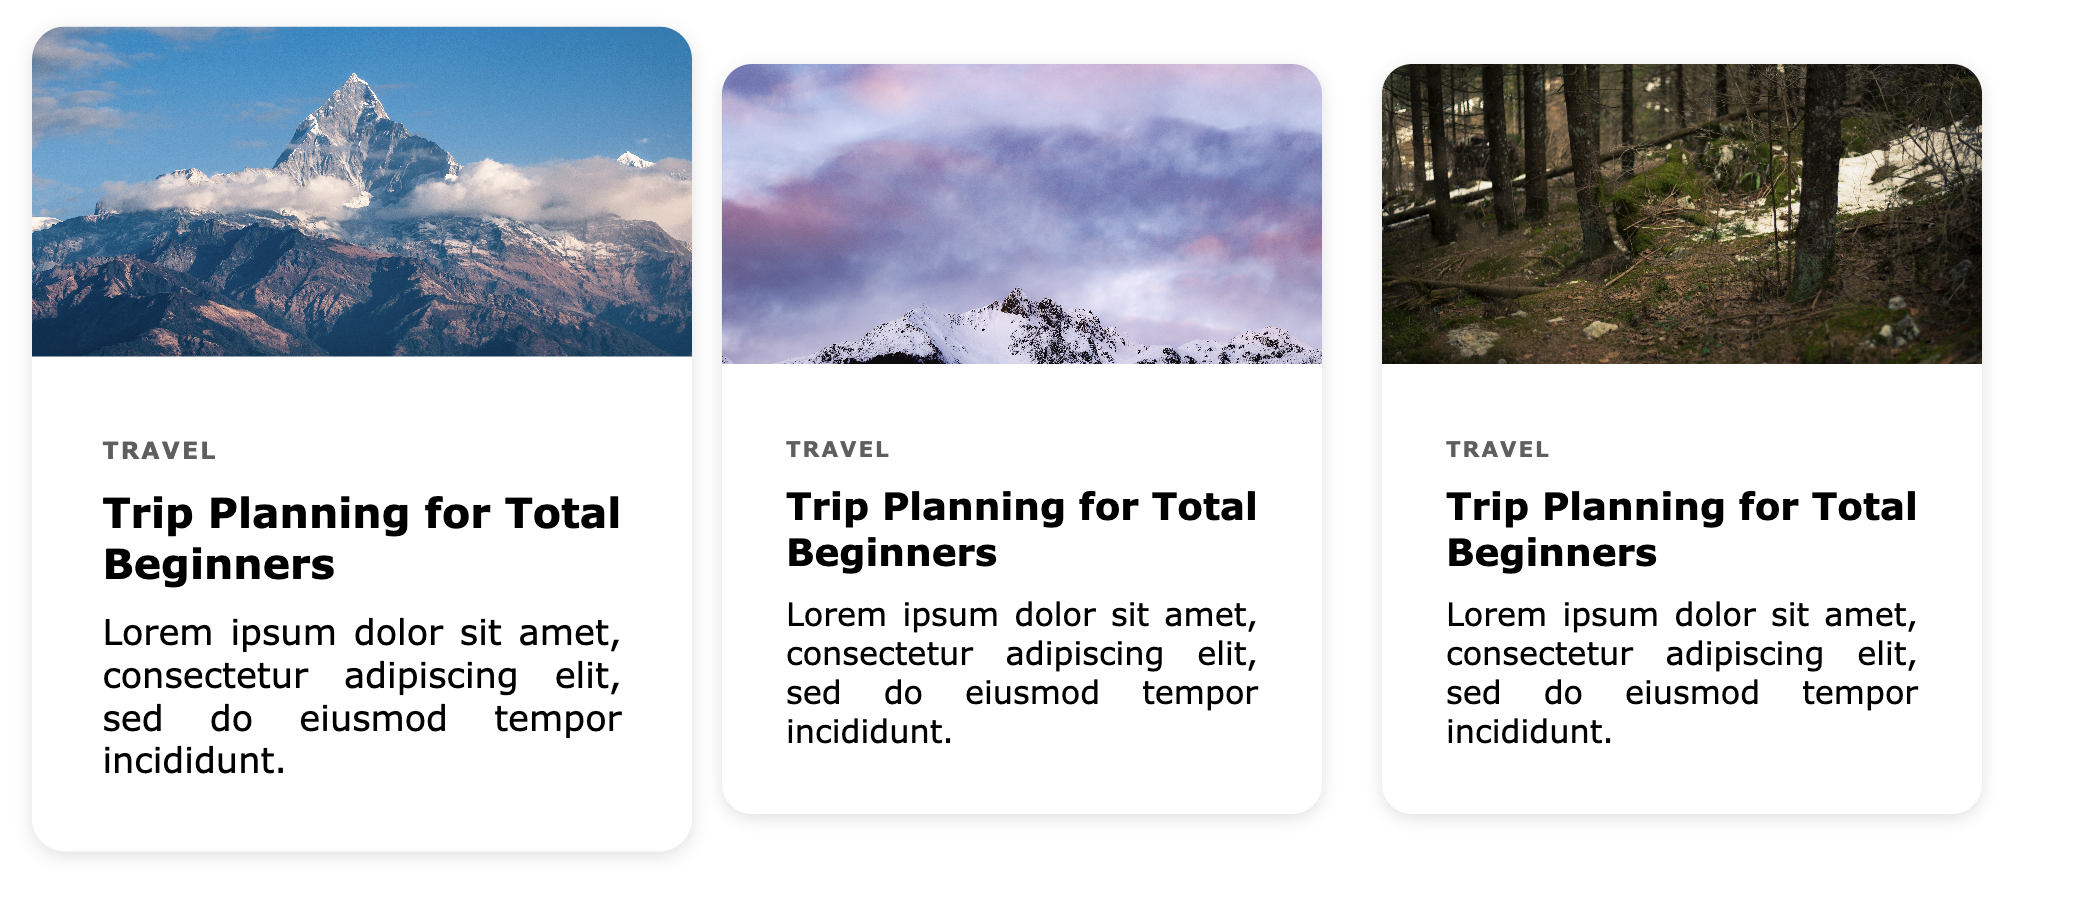 TRAVEL
Trip Planning for Total
Beginners
Lorem ipsum dolor sit amet,
consectetur adipiscing elit,
sed do eiusmod tempor
incididunt.
TRAVEL
Trip Planning for Total
Beginners
Lorem ipsum dolor sit amet,
consectetur adipiscing elit,
sed do eiusmod tempor
incididunt.
TRAVEL
Trip Planning for Total
Beginners
Lorem ipsum dolor sit amet,
consectetur adipiscing elit,
sed do eiusmod tempor
incididunt.